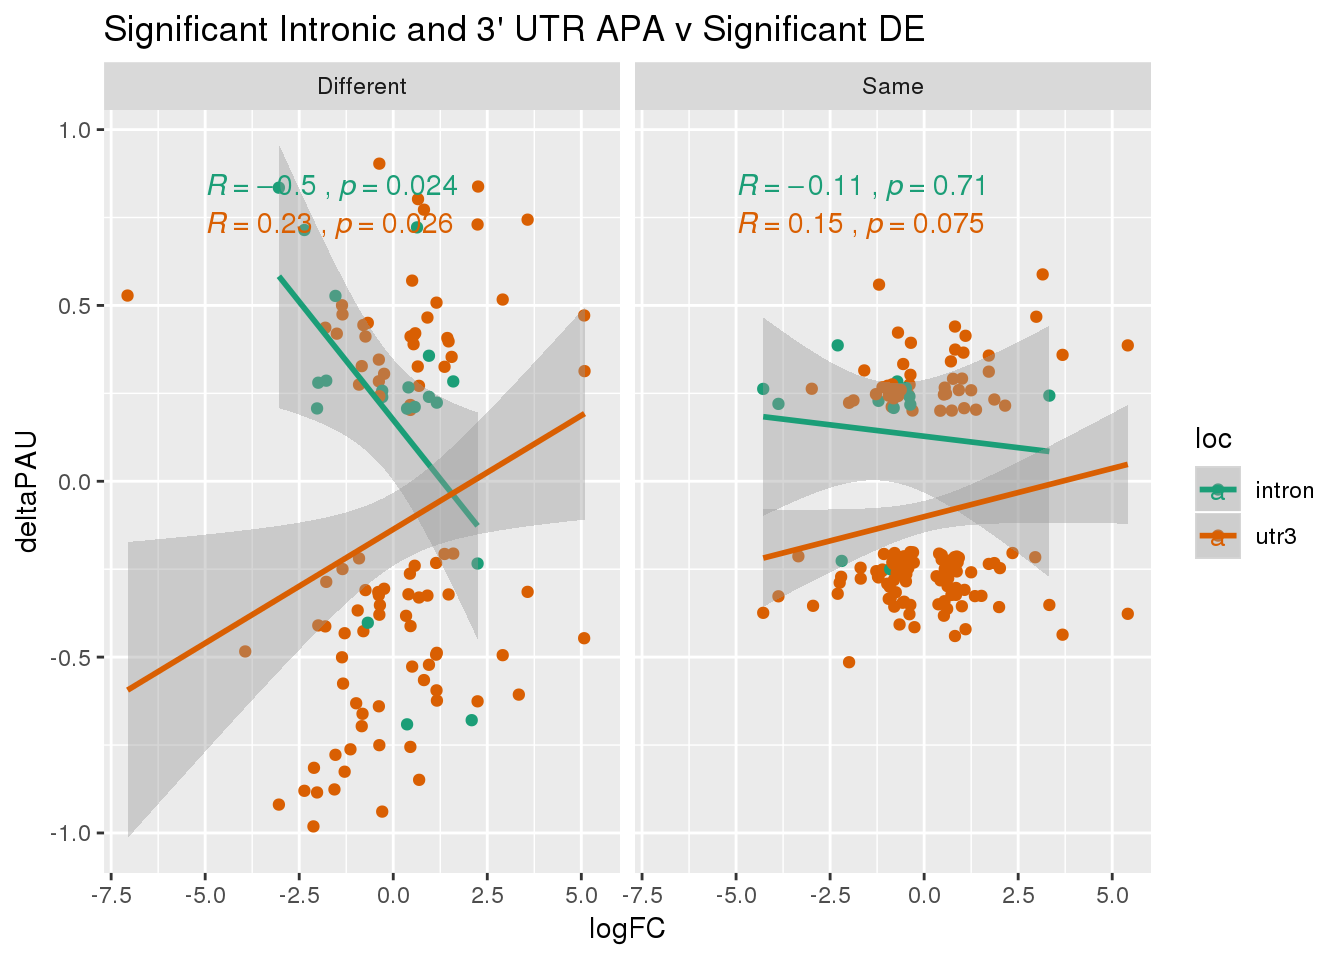 Significant Intronic and 3' UTR APA v Significant DE
Different
Same
1.0
0.5
0.0
-0.5
-1.0
deltaPAU
R = −0.5 , p = 0.024
R = 0.23 , p = 0.026
R = −0.11 , p = 0.71
R = 0.15 , p = 0.075
-7.5 -5.0 -2.5 0.0 2.5 5.0
-7.5 -5.0 -2.5 0.0 2.5 5.0
logFC
loc
a intron
a utr3